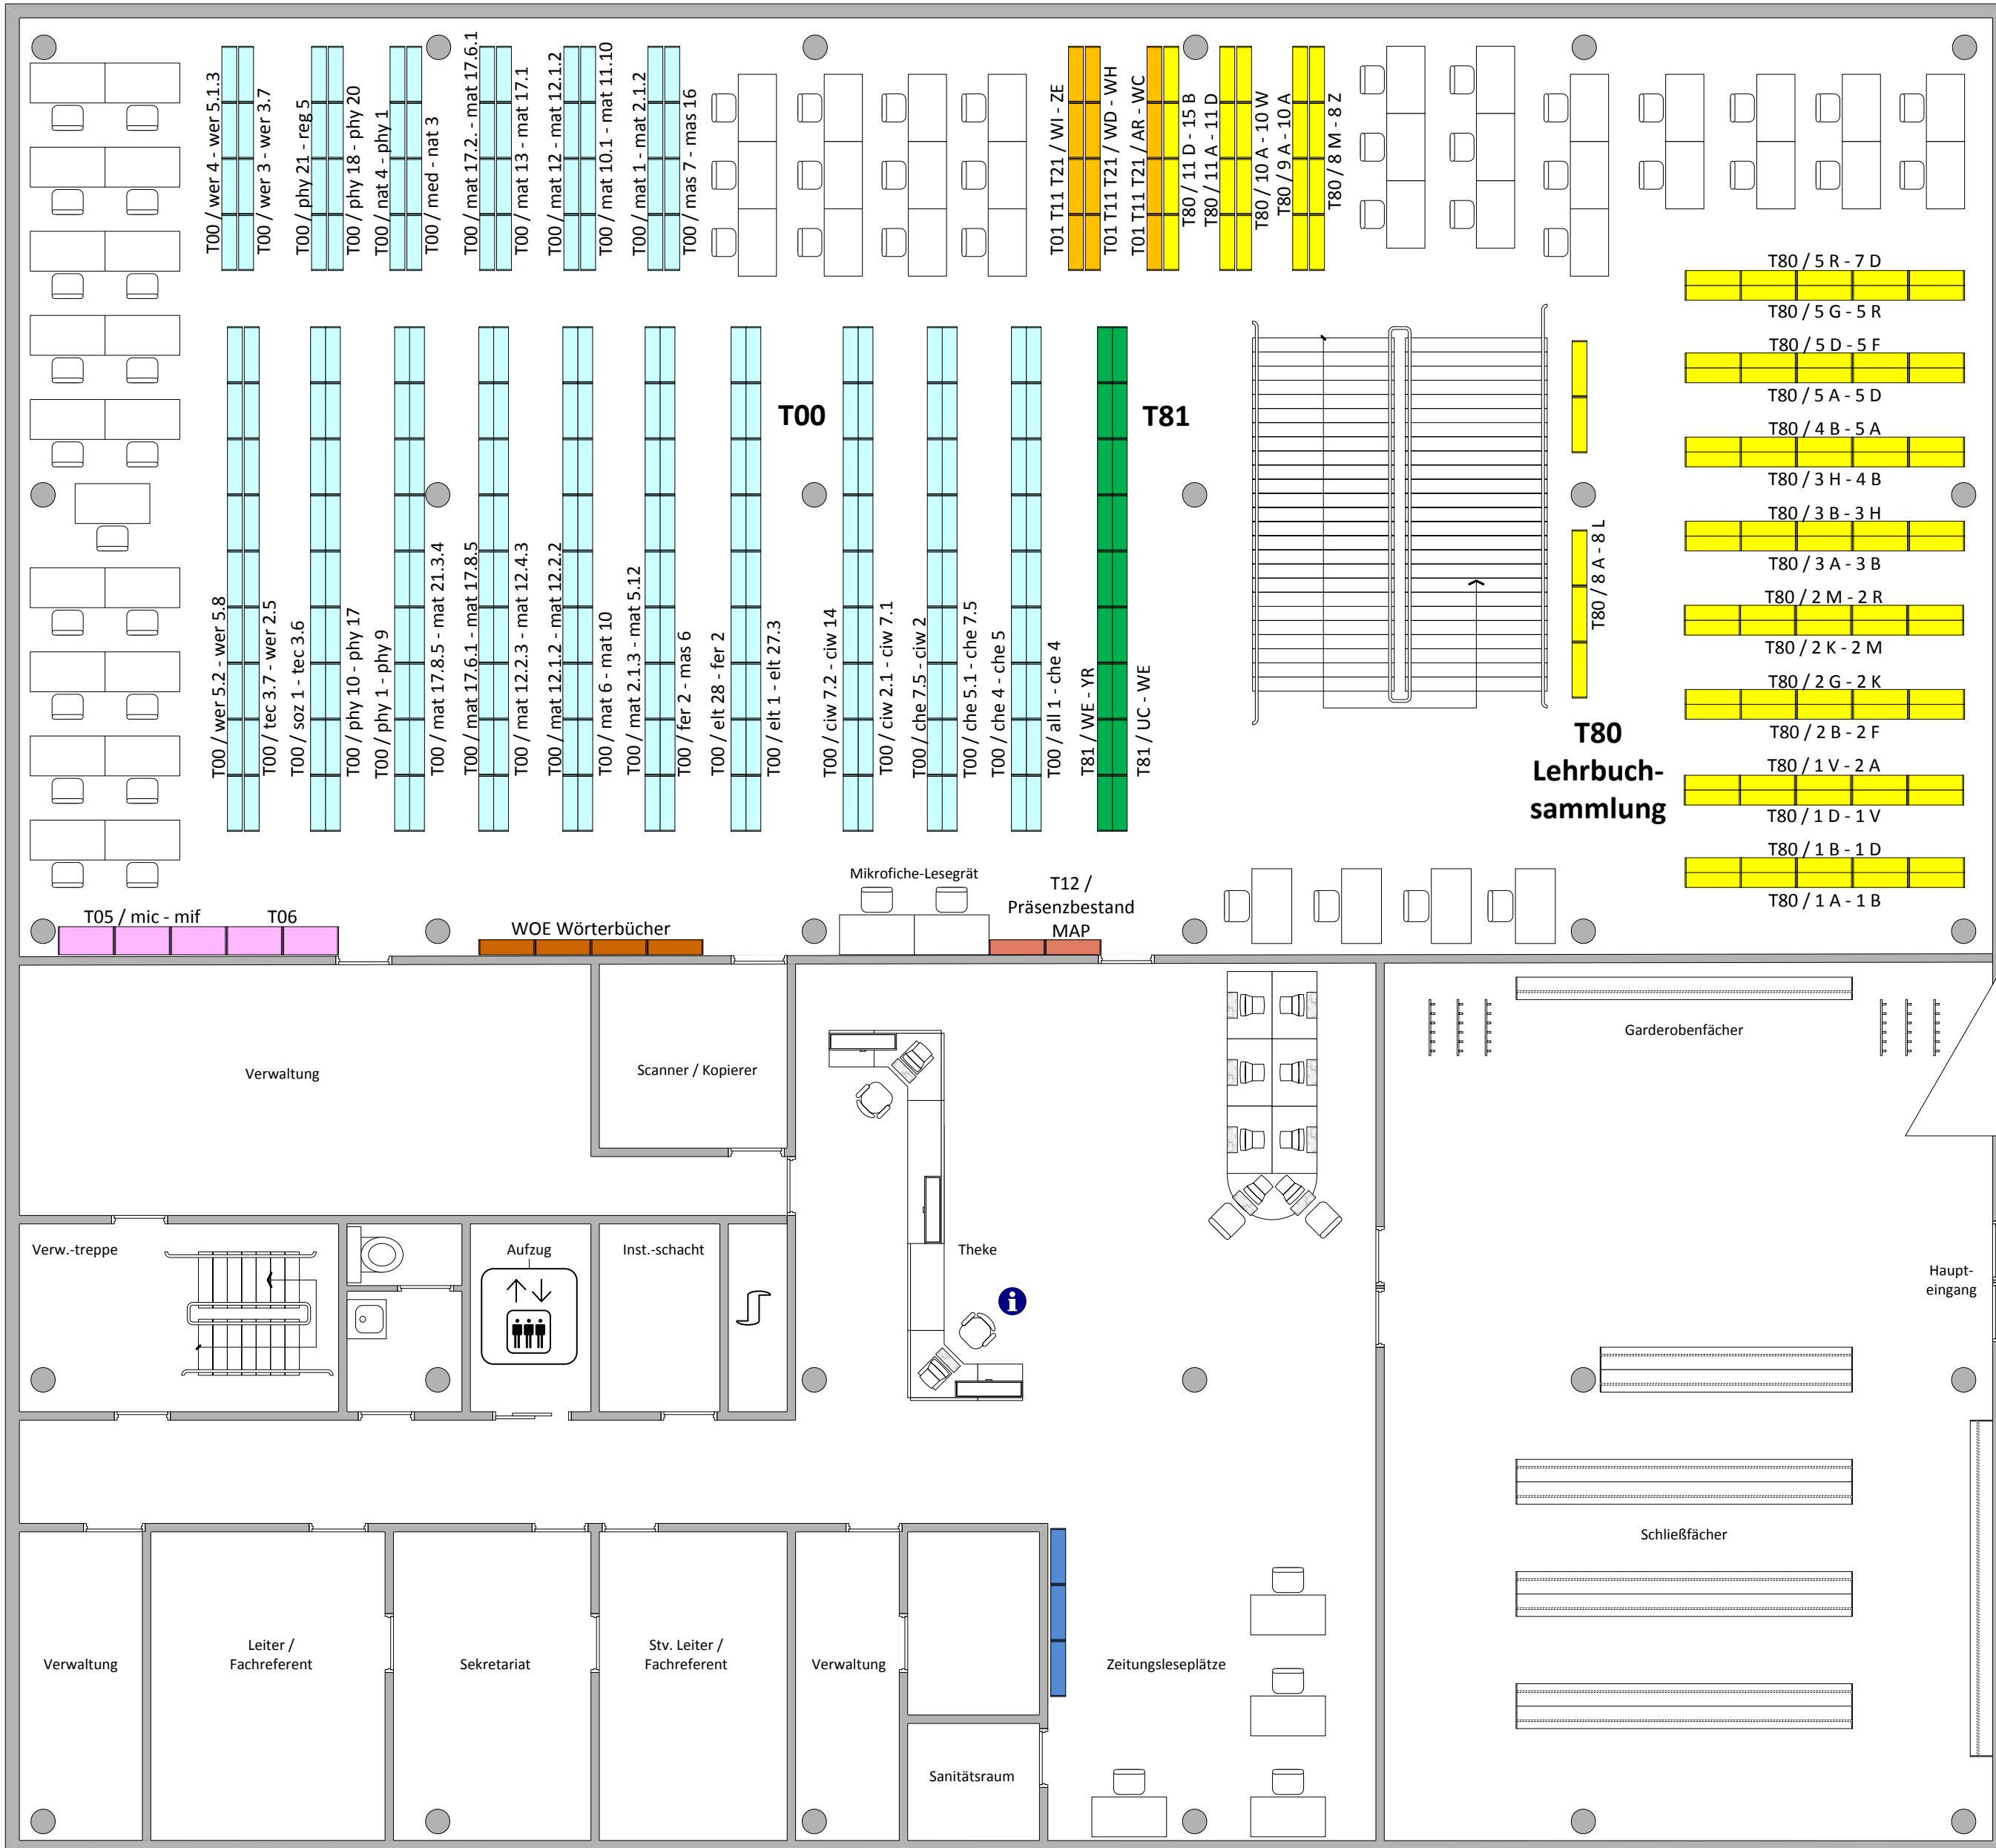 T00 / wer 4 - wer 5.1.3
T00 / wer 3 - wer 3.7
T00 / phy 21 - reg 5
T00 / phy 18 - phy 20
T00 / nat 4 - phy 1
T00 / med - nat 3
T00 / mat 17.2. - mat 17.6.1
T00 / mat 13 - mat 17.1
T00 / mat 12 - mat 12.1.2
T00 / mat 10.1 - mat 11.10
T00 / mat 1 - mat 2.1.2
T00 / mas 7 - mas 16
T01 T11 T21 / WI - ZE
T01 T11 T21 / WD - WH
T01 T11 T21 / AR - WC
T80 / 11 D - 15 B
T80 / 11 A - 11 D
T80 / 10 A - 10 W
T80 / 9 A - 10 A
T80 / 8 M - 8 Z
T80 / 5 R - 7 D
T80 / 5 G - 5 R
T80 / 5 D - 5 F
T80 / 5 A - 5 D
T80 / 4 B - 5 A
T80 / 3 H - 4 B
T80 / 3 B - 3 H
T80 / 3 A - 3 B
T80 / 2 M - 2 R
T80 / 2 K - 2 M
T80 / 2 G - 2 K
T80 / 2 B - 2 F
T80 / 1 V - 2 A
T80 / 1 D - 1 V
T80 / 1 B - 1 D
T80 / 1 A - 1 B
T00
T81
T00 / wer 5.2 - wer 5.8
T00 / tec 3.7 - wer 2.5
T00 / soz 1 - tec 3.6
T00 / phy 10 - phy 17
T00 / phy 1 - phy 9
T00 / mat 17.8.5 - mat 21.3.4
T00 / mat 17.6.1 - mat 17.8.5
T00 / mat 12.2.3 - mat 12.4.3
T00 / mat 12.1.2 - mat 12.2.2
T00 / mat 6 - mat 10
T00 / mat 2.1.3 - mat 5.12
T00 / fer 2 - mas 6
T00 / elt 28 - fer 2
T00 / elt 1 - elt 27.3
T00 / ciw 7.2 - ciw 14
T00 / ciw 2.1 - ciw 7.1
T00 / che 7.5 - ciw 2
T00 / che 5.1 - che 7.5
T00 / che 4 - che 5
T00 / all 1 - che 4
T81 / WE - YR
T81 / UC - WE
T80 / 8 A - 8 L
T80
Lehrbuch-
sammlung
T05 / mic - mif
T06
WOE Wörterbücher
Mikrofiche-Lesegrät
T12 /
Präsenzbestand
MAP
Garderobenfächer
Verwaltung
Scanner / Kopierer
Verw.-treppe
Aufzug
Inst.-schacht
Theke
i
Haupt-
eingang
Schließfächer
Verwaltung
Leiter /
Fachreferent
Sekretariat
Stv. Leiter /
Fachreferent
Verwaltung
Zeitungsleseplätze
Sanitätsraum